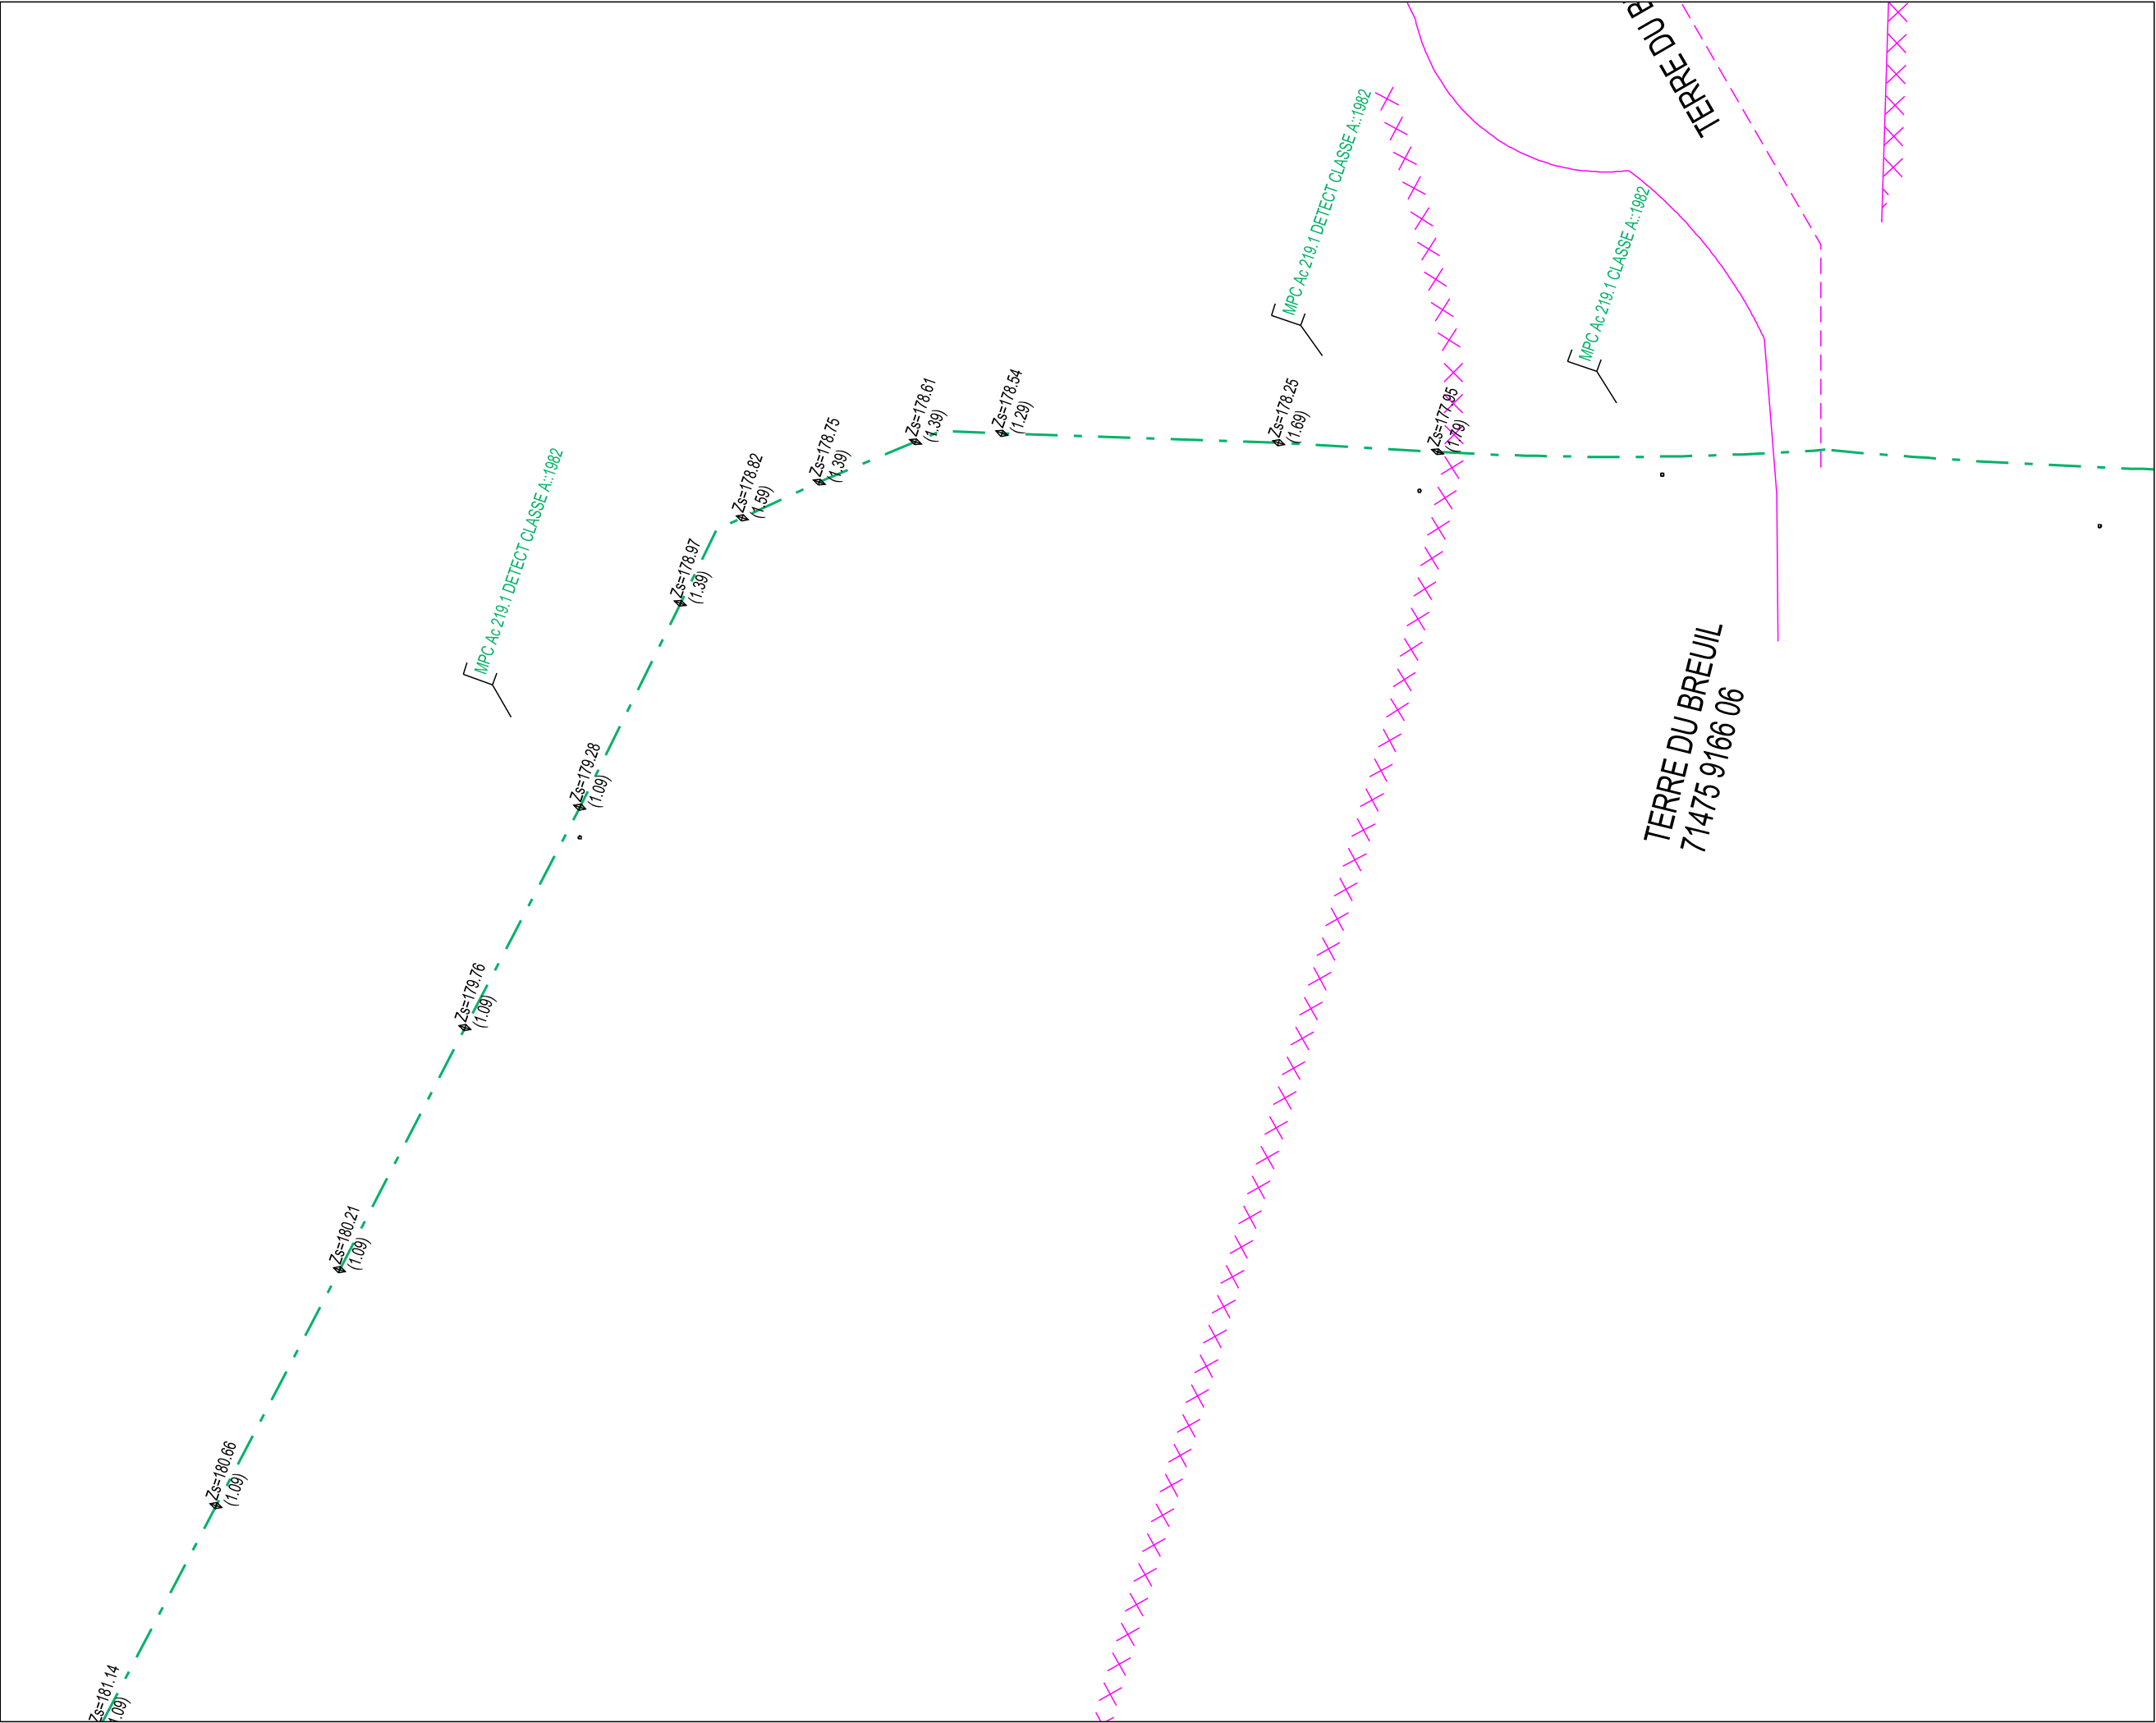 TERRE DU B
MPC Ac 219.1 DETECT CLASSE A::1982
MPC Ac 219.1 CLASSE A::1982
MPC Ac 219.1 DETECT CLASSE A::1982
Zs=178.61
(1.39)
Zs=178.54
(1.29)
Zs=178.25
(1.69)
Zs=177.95
(1.79)
Zs=178.75
(1.39)
Zs=178.82
(1.59)
Zs=178.97
(1.39)
Zs=179.28
(1.09)
TERRE DU BREUIL
71475 9166 06
Zs=179.76
(1.09)
Zs=180.21
(1.09)
Zs=180.66
(1.09)
Zs=181.14
1.09)